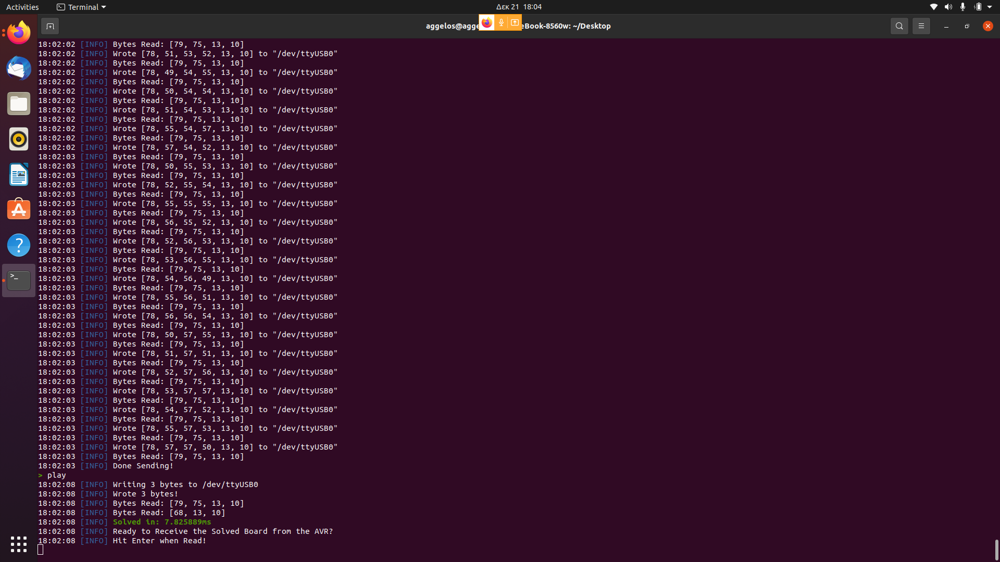 Activities
Terminal
Δεκ 21 18:04
aggelos@agge eBook-8560w: ~/Desktop
18:02:02 [INFO] Bytes Read: [79, 75, 13, 10]
18:02:02 [INFO] Wrote [78, 51, 53, 52, 13, 10] to "/dev/ttyUSB0"
18:02:02 [INFO] Bytes Read: [79, 75, 13, 10]
18:02:02 [INFO] Wrote [78, 49, 54, 55, 13, 10] to "/dev/ttyUSB0"
18:02:02 [INFO] Bytes Read: [79, 75, 13, 10]
18:02:02 [INFO] Wrote [78, 50, 54, 54, 13, 10] to "/dev/ttyUSB0"
18:02:02 [INFO] Bytes Read: [79, 75, 13, 10]
18:02:02 [INFO] Wrote [78, 51, 54, 53, 13, 10] to "/dev/ttyUSB0"
18:02:02 [INFO] Bytes Read: [79, 75, 13, 10]
18:02:02 [INFO] Wrote [78, 55, 54, 57, 13, 10] to "/dev/ttyUSB0"
18:02:02 [INFO] Bytes Read: [79, 75, 13, 10]
18:02:02 [INFO] Wrote [78, 57, 54, 52, 13, 10] to "/dev/ttyUSB0"
18:02:03 [INFO] Bytes Read: [79, 75, 13, 10]
18:02:03 [INFO] Wrote [78, 50, 55, 53, 13, 10] to "/dev/ttyUSB0"
18:02:03 [INFO] Bytes Read: [79, 75, 13, 10]
18:02:03 [INFO] Wrote [78, 52, 55, 54, 13, 10] to "/dev/ttyUSB0"
18:02:03 [INFO] Bytes Read: [79, 75, 13, 10]
18:02:03 [INFO] Wrote [78, 55, 55, 55, 13, 10] to "/dev/ttyUSB0"
18:02:03 [INFO] Bytes Read: [79, 75, 13, 10]
18:02:03 [INFO] Wrote [78, 56, 55, 52, 13, 10] to "/dev/ttyUSB0"
18:02:03 [INFO] Bytes Read: [79, 75, 13, 10]
18:02:03 [INFO] Wrote [78, 52, 56, 53, 13, 10] to "/dev/ttyUSB0"
18:02:03 [INFO] Bytes Read: [79, 75, 13, 10]
18:02:03 [INFO] Wrote [78, 53, 56, 55, 13, 10] to "/dev/ttyUSB0"
18:02:03 [INFO] Bytes Read: [79, 75, 13, 10]
18:02:03 [INFO] Wrote [78, 54, 56, 49, 13, 10] to "/dev/ttyUSB0"
18:02:03 [INFO] Bytes Read: [79, 75, 13, 10]
18:02:03 [INFO] Wrote [78, 55, 56, 51, 13, 10] to "/dev/ttyUSB0"
18:02:03 [INFO] Bytes Read: [79, 75, 13, 10]
18:02:03 [INFO] Wrote [78, 56, 56, 54, 13, 10] to "/dev/ttyUSB0"
18:02:03 [INFO] Bytes Read: [79, 75, 13, 10]
18:02:03 [INFO] Wrote [78, 50, 57, 55, 13, 10] to "/dev/ttyUSB0"
18:02:03 [INFO] Bytes Read: [79, 75, 13, 10]
18:02:03 [INFO] Wrote [78, 51, 57, 51, 13, 10] to "/dev/ttyUSB0"
18:02:03 [INFO] Bytes Read: [79, 75, 13, 10]
18:02:03 [INFO] Wrote [78, 52, 57, 56, 13, 10] to "/dev/ttyUSB0"
18:02:03 [INFO] Bytes Read: [79, 75, 13, 10]
18:02:03 [INFO] Wrote [78, 53, 57, 57, 13, 10] to "/dev/ttyUSB0"
18:02:03 [INFO] Bytes Read: [79, 75, 13, 10]
18:02:03 [INFO] Wrote [78, 54, 57, 52, 13, 10] to "/dev/ttyUSB0"
18:02:03 [INFO] Bytes Read: [79, 75, 13, 10]
18:02:03 [INFO] Wrote [78, 55, 57, 53, 13, 10] to "/dev/ttyUSB0"
18:02:03 [INFO] Bytes Read: [79, 75, 13, 10]
18:02:03 [INFO] Wrote [78, 57, 57, 50, 13, 10] to "/dev/ttyUSB0"
18:02:03 [INFO] Bytes Read: [79, 75, 13, 10]
18:02:03 [INFO] Done Sending!
> play
18:02:08 [INFO] Writing 3 bytes to /dev/ttyUSB0
18:02:08 [INFO] Wrote 3 bytes!
18:02:08 [INFO] Bytes Read: [79, 75, 13, 10]
18:02:08 [INFO] Bytes Read: [68, 13, 10]
18:02:08 [INFO] Solved in: 7.825889ms
18:02:08 [INFO] Ready to Receive the Solved Board from the AVR?
18:02:08 [INFO] Hit Enter when Read!